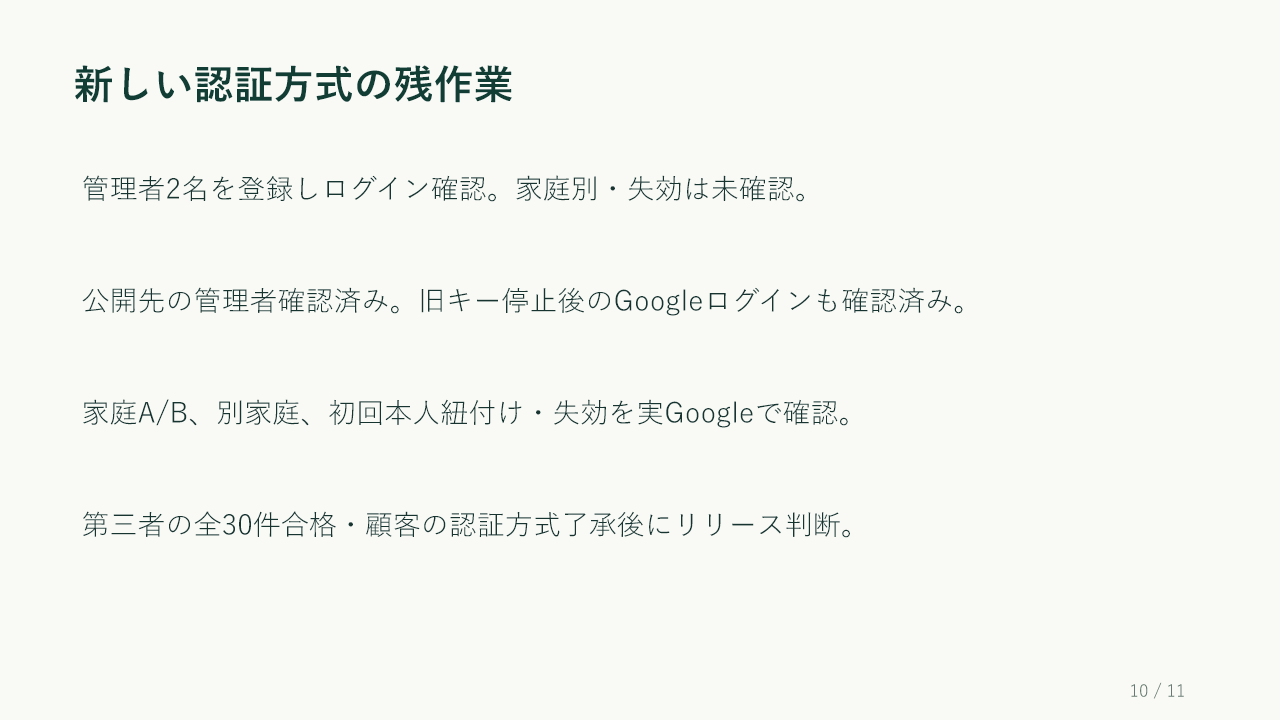 新しい認証方式の残作業
管理者2名を登録しログイン確認。家庭別・失効は未確認。
公開先の管理者確認済み。旧キー停止後のGoogleログインも確認済み。
家庭A/B、別家庭、初回本人紐付け・失効を実Googleで確認。
第三者の全30件合格・顧客の認証方式了承後にリリース判断。
10 / 11